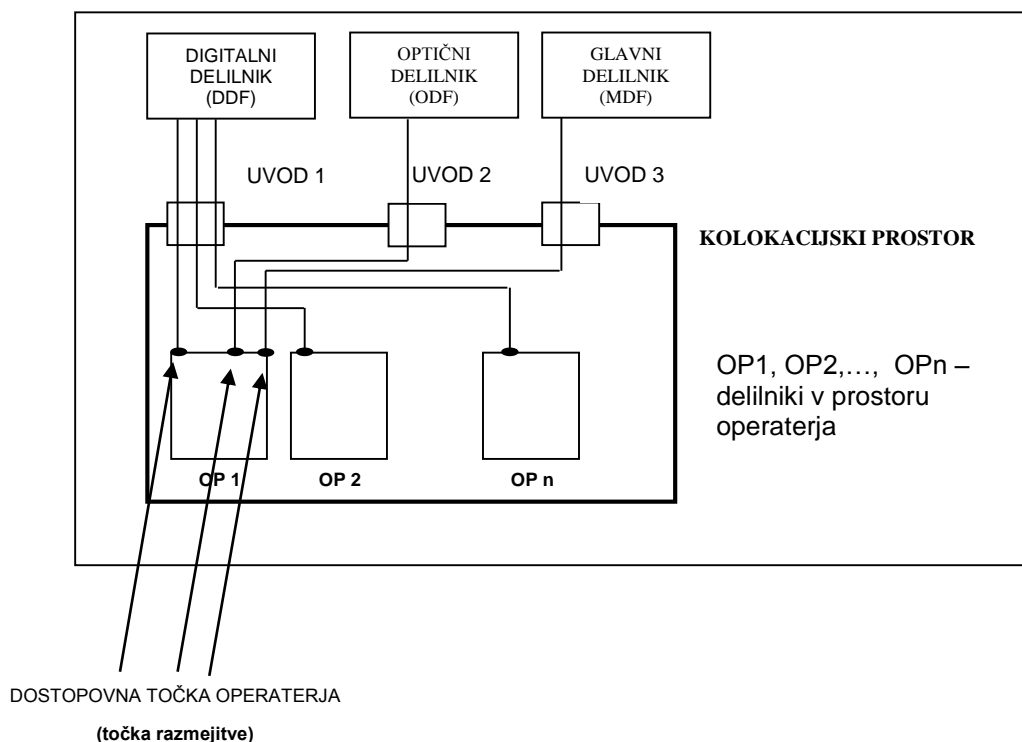 DIGITALNI
DELILNIK
(DDF)
OPTIČNI
DELILNIK
(ODF)
GLAVNI
DELILNIK
(MDF)
UVOD 1
UVOD 2
UVOD 3
KOLOKACIJSKI PROSTOR
OP1, OP2,…, OPn –
delilniki v prostoru
operaterja
OP 1
OP 2
OP n
DOSTOPOVNA TOČKA OPERATERJA
(točka razmejitve)